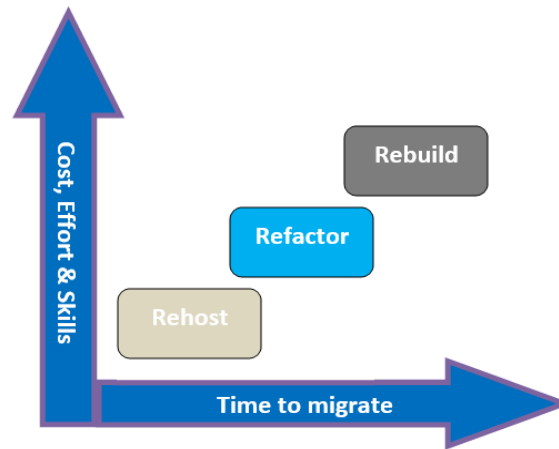 Cost, Effort & Skills
Rebuild
Refactor
Rehost
Time to migrate